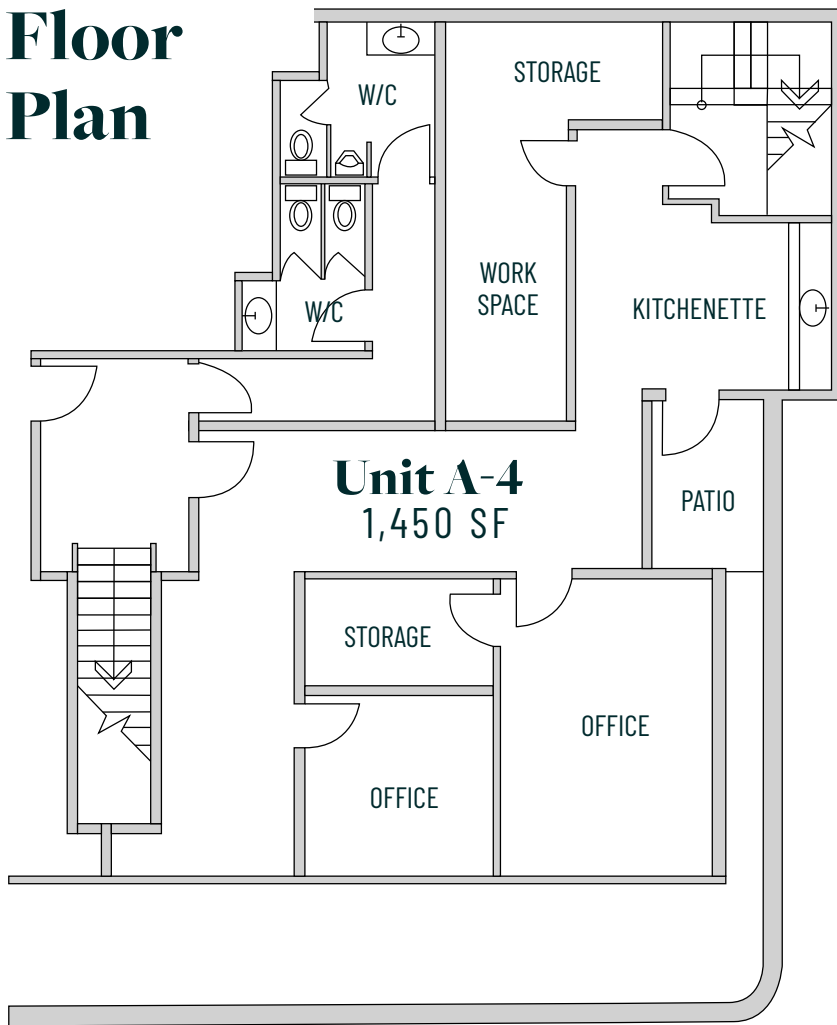 Floor
Plan
W/C
STORAGE
WORK
SPACE
W/C
KITCHENETTE
Unit A-4
1,450 SF
PATIO
STORAGE
OFFICE
OFFICE